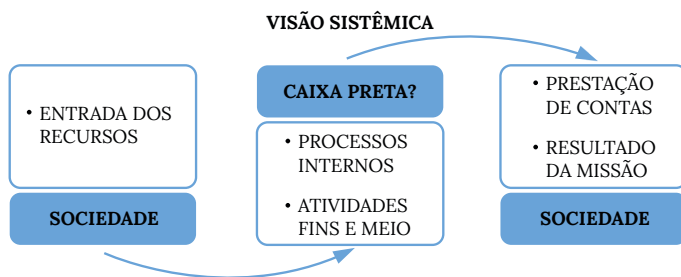 VISÃO SISTÊMICA
• ENTRADA DOS
RECURSOS
SOCIEDADE
CAIXA PRETA?
• PROCESSOS
INTERNOS
• ATIVIDADES
FINS E MEIO
• PRESTAÇÃO
DE CONTAS
• RESULTADO
DA MISSÃO
SOCIEDADE